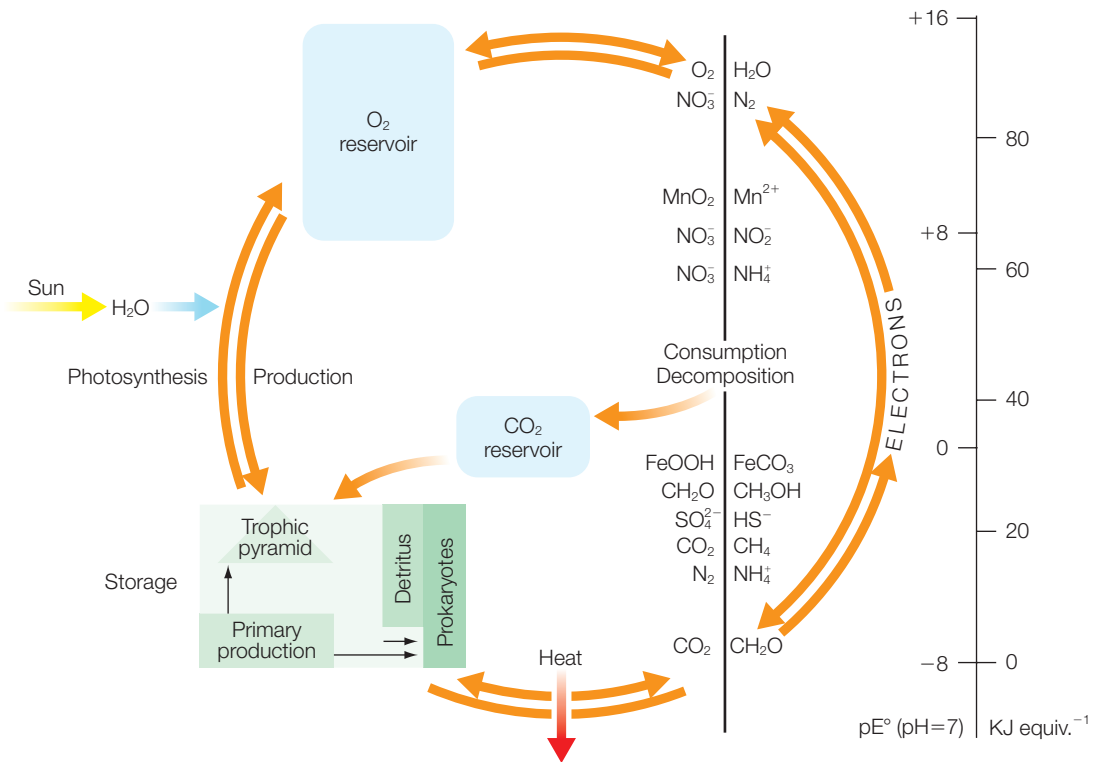 +16
O₂
reservoir
O₂ H₂O
NO₃⁻ N₂
80
MnO₂ Mn²⁺
NO₃⁻ NO₂⁻
+8
NO₃⁻ NH₄⁺
60
Sun
H₂O
ELECTRONS
Photosynthesis
Production
Consumption
Decomposition
40
CO₂
reservoir
0
FeOOH FeCO₃
CH₂O CH₃OH
SO₄²⁻ HS⁻
CO₂ CH₄
N₂ NH₄⁺
20
Trophic
pyramid
Detritus
Prokaryotes
Storage
Primary
production
Heat
CO₂ CH₂O
−8
0
pE° (pH=7)
KJ equiv.⁻¹